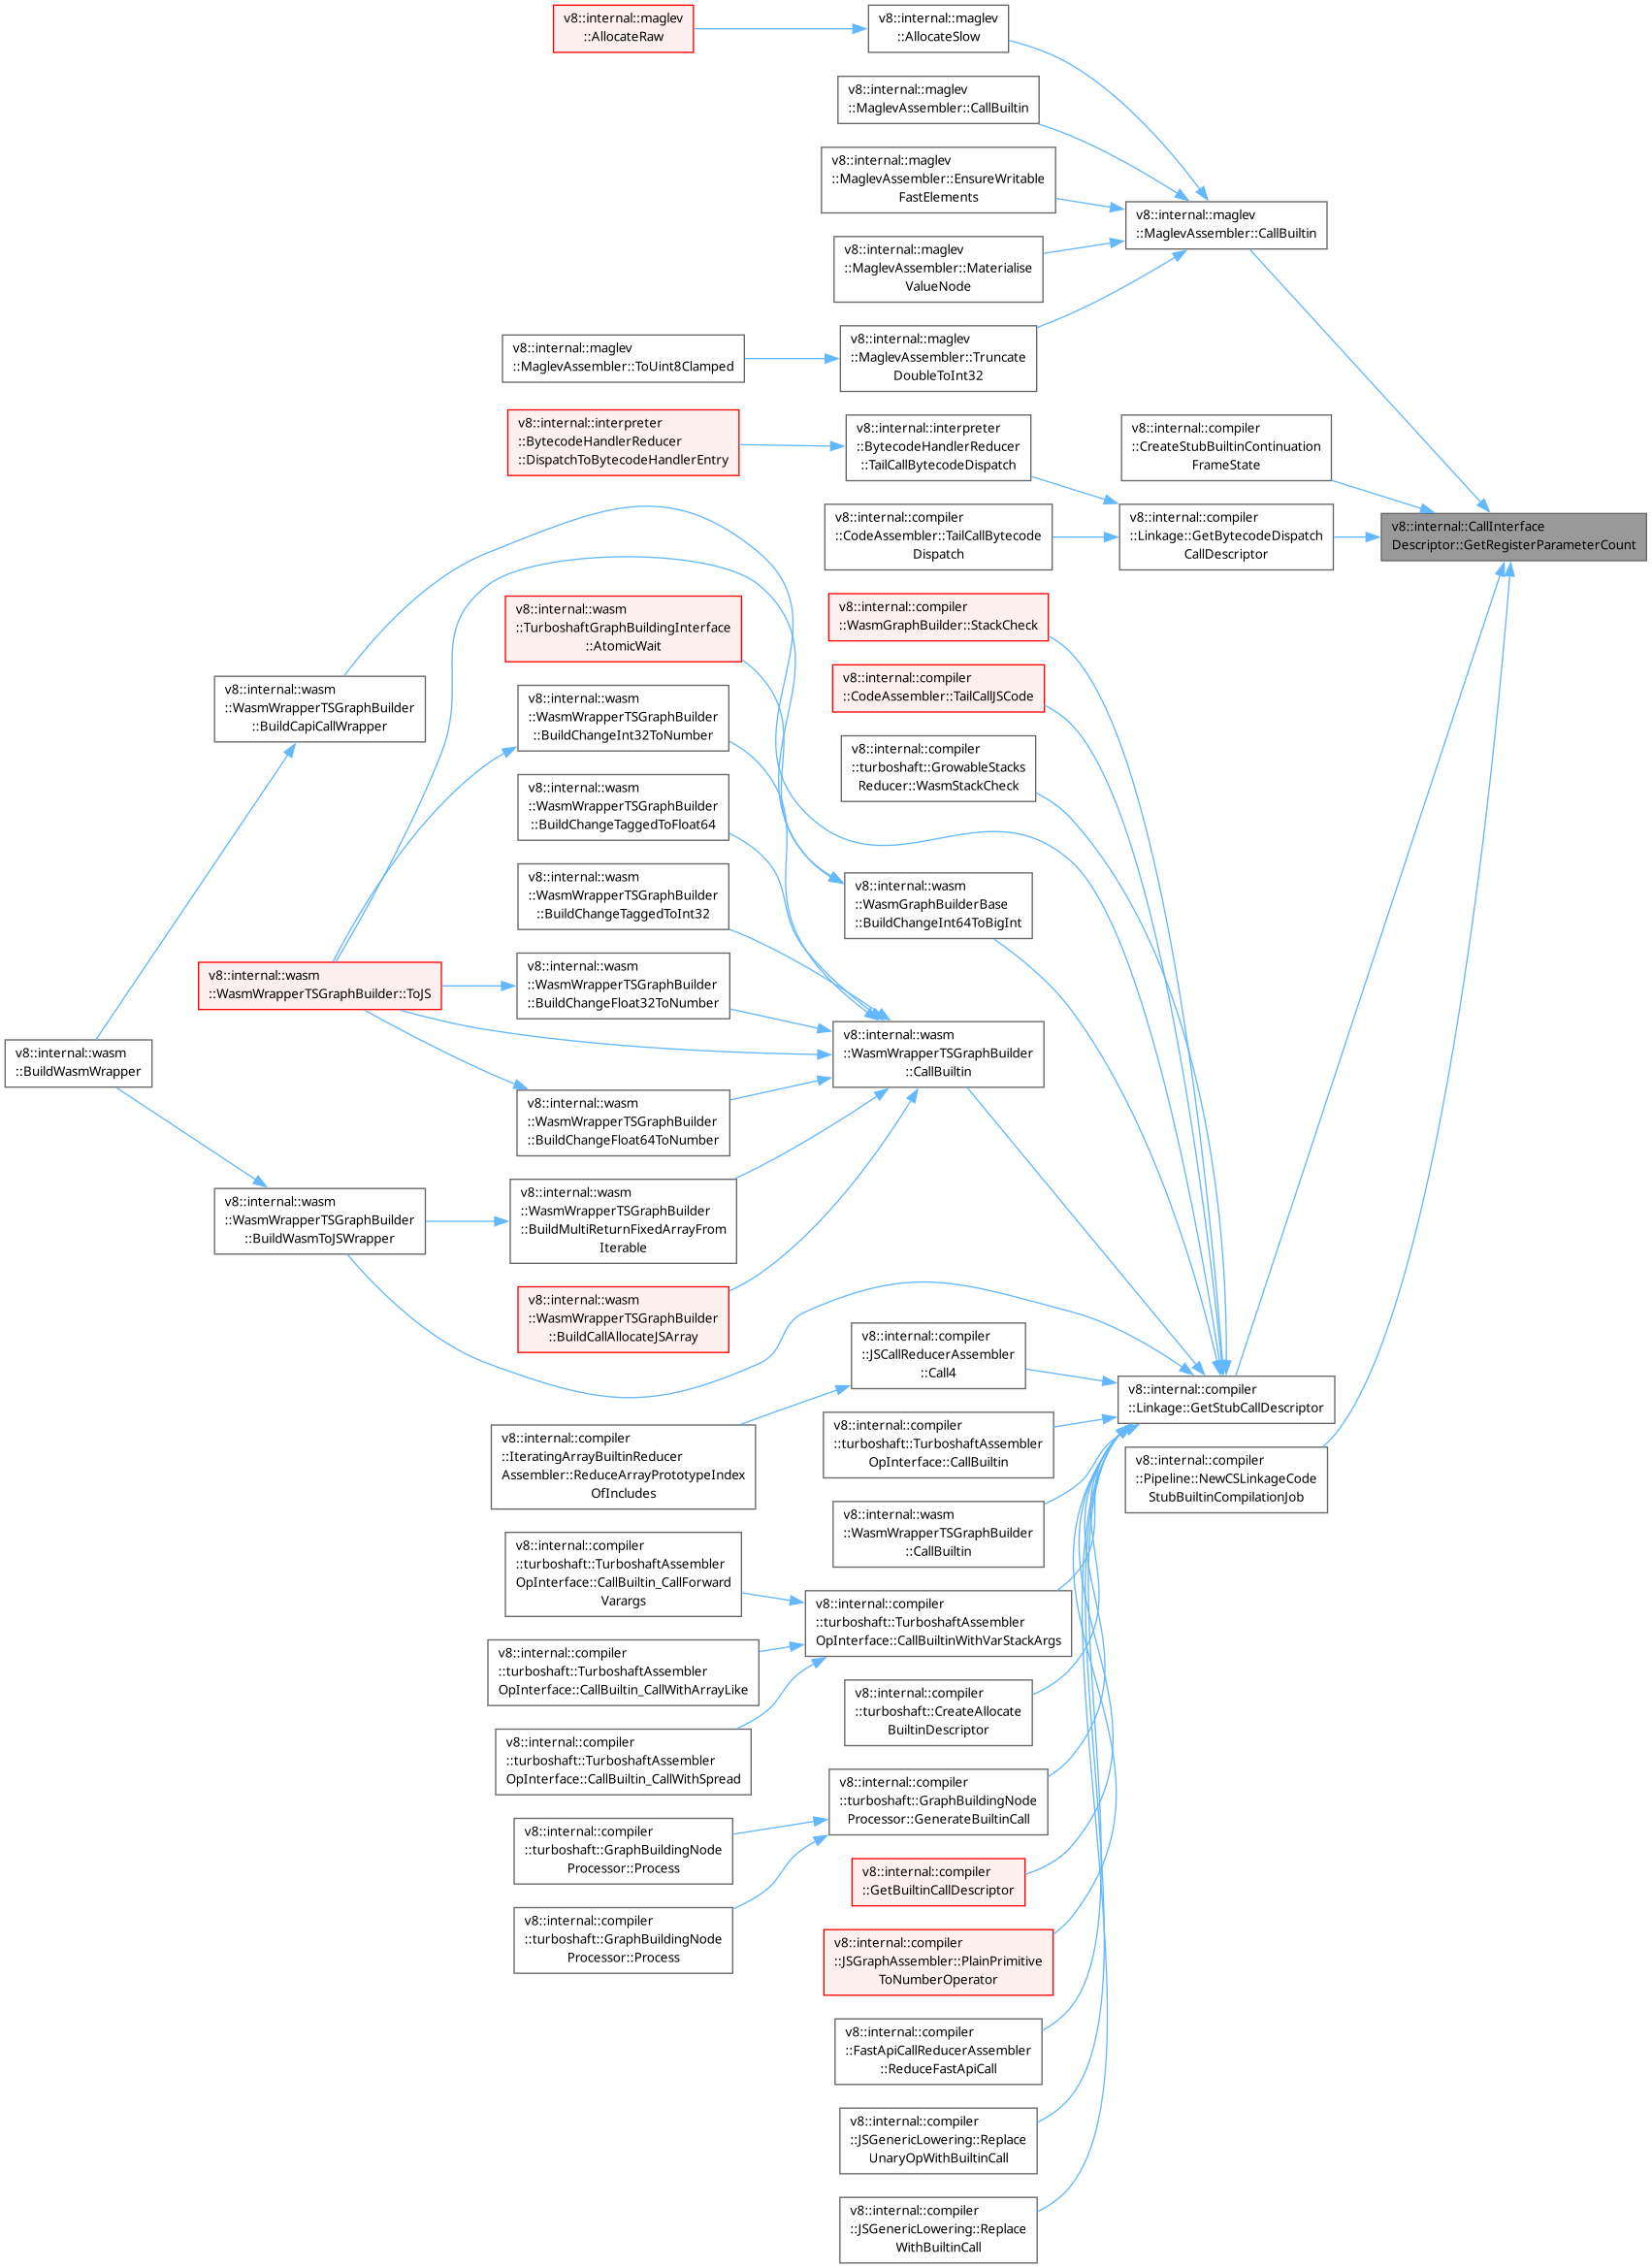 v8::internal::maglev
::AllocateRaw
v8::internal::maglev
::AllocateSlow
v8::internal::maglev
::MaglevAssembler::CallBuiltin
v8::internal::maglev
::MaglevAssembler::EnsureWritable
FastElements
v8::internal::maglev
::MaglevAssembler::CallBuiltin
v8::internal::maglev
::MaglevAssembler::Materialise
ValueNode
v8::internal::maglev
::MaglevAssembler::ToUint8Clamped
v8::internal::maglev
::MaglevAssembler::Truncate
DoubleToInt32
v8::internal::interpreter
::BytecodeHandlerReducer
::DispatchToBytecodeHandlerEntry
v8::internal::interpreter
::BytecodeHandlerReducer
::TailCallBytecodeDispatch
v8::internal::compiler
::CreateStubBuiltinContinuation
FrameState
v8::internal::compiler
::CodeAssembler::TailCallBytecode
Dispatch
v8::internal::compiler
::Linkage::GetBytecodeDispatch
CallDescriptor
v8::internal::CallInterface
Descriptor::GetRegisterParameterCount
v8::internal::wasm
::TurboshaftGraphBuildingInterface
::AtomicWait
v8::internal::compiler
::WasmGraphBuilder::StackCheck
v8::internal::compiler
::CodeAssembler::TailCallJSCode
v8::internal::wasm
::WasmWrapperTSGraphBuilder
::BuildCapiCallWrapper
v8::internal::wasm
::WasmWrapperTSGraphBuilder
::BuildChangeInt32ToNumber
v8::internal::compiler
::turboshaft::GrowableStacks
Reducer::WasmStackCheck
v8::internal::wasm
::WasmWrapperTSGraphBuilder
::BuildChangeTaggedToFloat64
v8::internal::wasm
::WasmWrapperTSGraphBuilder
::BuildChangeTaggedToInt32
v8::internal::wasm
::WasmGraphBuilderBase
::BuildChangeInt64ToBigInt
v8::internal::wasm
::WasmWrapperTSGraphBuilder::ToJS
v8::internal::wasm
::WasmWrapperTSGraphBuilder
::BuildChangeFloat32ToNumber
v8::internal::wasm
::BuildWasmWrapper
v8::internal::wasm
::WasmWrapperTSGraphBuilder
::CallBuiltin
v8::internal::wasm
::WasmWrapperTSGraphBuilder
::BuildChangeFloat64ToNumber
v8::internal::wasm
::WasmWrapperTSGraphBuilder
::BuildWasmToJSWrapper
v8::internal::wasm
::WasmWrapperTSGraphBuilder
::BuildMultiReturnFixedArrayFrom
Iterable
v8::internal::wasm
::WasmWrapperTSGraphBuilder
::BuildCallAllocateJSArray
v8::internal::compiler
::JSCallReducerAssembler
::Call4
v8::internal::compiler
::Linkage::GetStubCallDescriptor
v8::internal::compiler
::IteratingArrayBuiltinReducer
Assembler::ReduceArrayPrototypeIndex
OfIncludes
v8::internal::compiler
::turboshaft::TurboshaftAssembler
OpInterface::CallBuiltin
v8::internal::compiler
::Pipeline::NewCSLinkageCode
StubBuiltinCompilationJob
v8::internal::wasm
::WasmWrapperTSGraphBuilder
::CallBuiltin
v8::internal::compiler
::turboshaft::TurboshaftAssembler
OpInterface::CallBuiltin_CallForward
Varargs
v8::internal::compiler
::turboshaft::TurboshaftAssembler
OpInterface::CallBuiltinWithVarStackArgs
v8::internal::compiler
::turboshaft::TurboshaftAssembler
OpInterface::CallBuiltin_CallWithArrayLike
v8::internal::compiler
::turboshaft::CreateAllocate
BuiltinDescriptor
v8::internal::compiler
::turboshaft::TurboshaftAssembler
OpInterface::CallBuiltin_CallWithSpread
v8::internal::compiler
::turboshaft::GraphBuildingNode
Processor::GenerateBuiltinCall
v8::internal::compiler
::turboshaft::GraphBuildingNode
Processor::Process
v8::internal::compiler
::GetBuiltinCallDescriptor
v8::internal::compiler
::turboshaft::GraphBuildingNode
Processor::Process
v8::internal::compiler
::JSGraphAssembler::PlainPrimitive
ToNumberOperator
v8::internal::compiler
::FastApiCallReducerAssembler
::ReduceFastApiCall
v8::internal::compiler
::JSGenericLowering::Replace
UnaryOpWithBuiltinCall
v8::internal::compiler
::JSGenericLowering::Replace
WithBuiltinCall